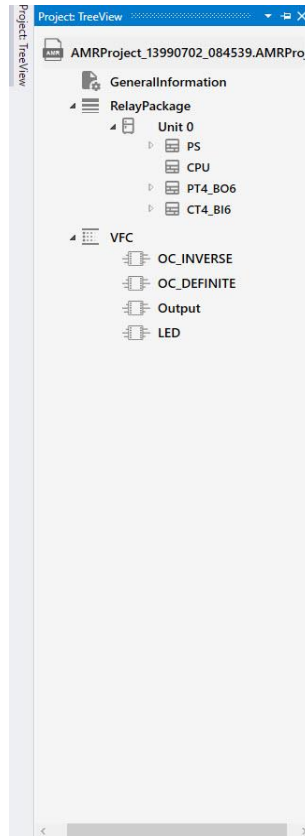 Project: TreeView
Project: TreeView
AMR
AMRProject_13990702_084539.AMRProj
GeneralInformation
RelayPackage
Unit 0
PS
CPU
PT4_BO6
CT4_BI6
VFC
OC_INVERSE
OC_DEFINITE
Output
LED